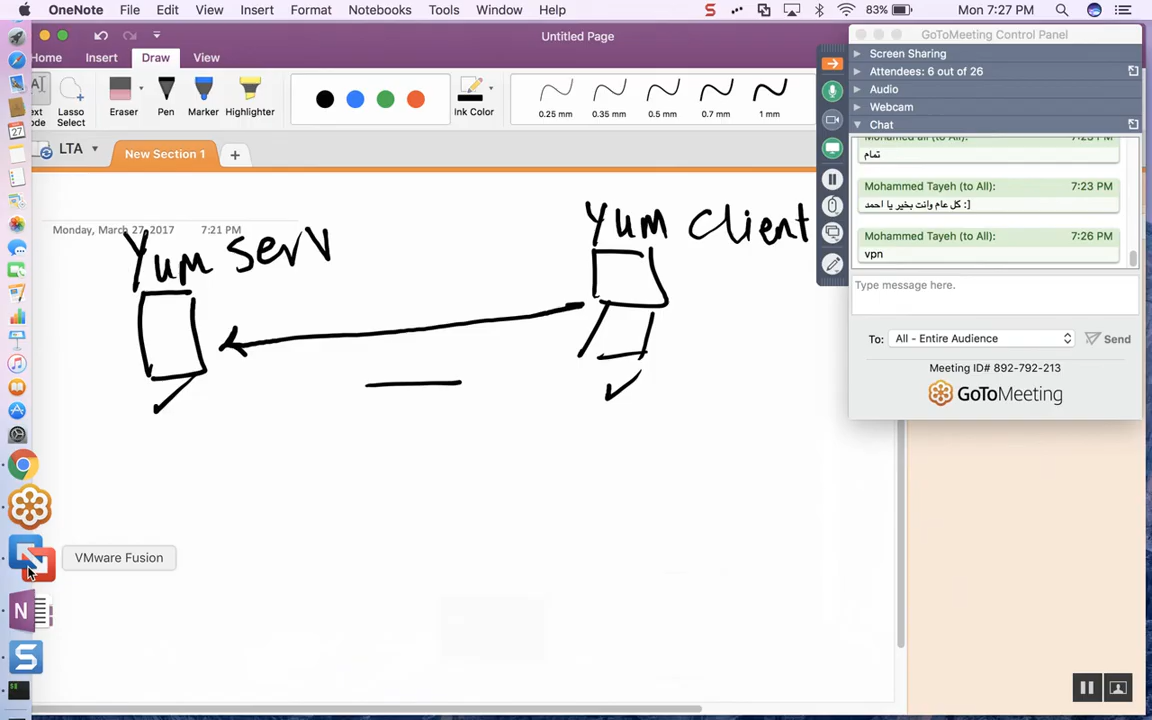 OneNote File Edit View Insert Format Notebooks Tools Window Help 83% Mon 7:27 PM
Untitled Page
GoToMeeting Control Panel
Home Insert Draw View
Screen Sharing
Attendees: 6 out of 26
Audio
Webcam
Chat
Lasso
Select
Eraser
Pen
Marker
Highlighter
Ink Color
0.25 mm 0.35 mm 0.5 mm 0.7 mm 1 mm
LTA
New Section 1
7:23 PM
تمام
Mohammed Tayeh (to All): 7:23 PM
كل عام وانت بخير يا احمد :]
Mohammed Tayeh (to All): 7:26 PM
vpn
Type message here.
To: All - Entire Audience
Send
Meeting ID# 892-792-213
GoToMeeting
Monday, March 27, 2017 7:21 PM
Yum serv
Yum client
VMware Fusion